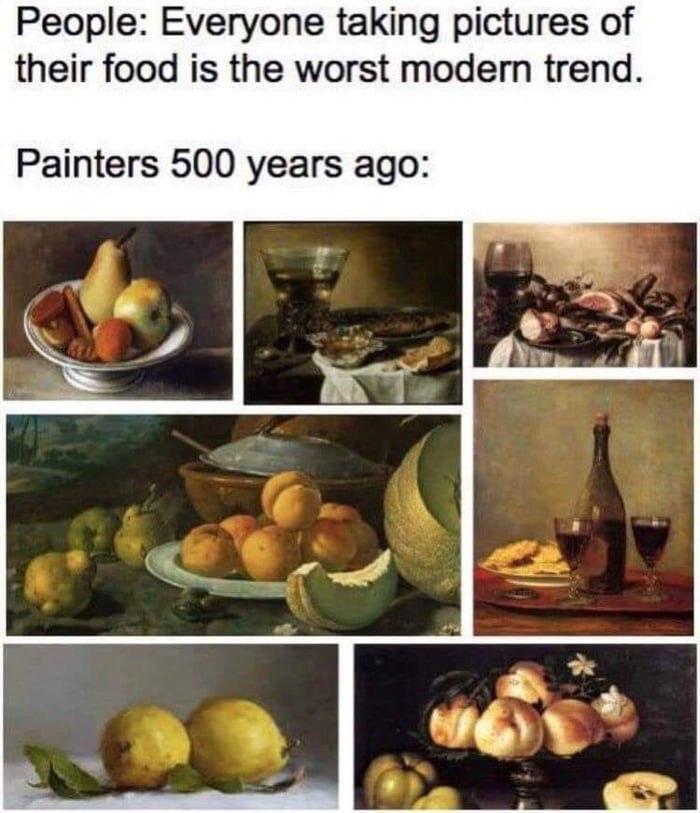 People: Everyone taking pictures of
their food is the worst modern trend.
Painters 500 years ago: